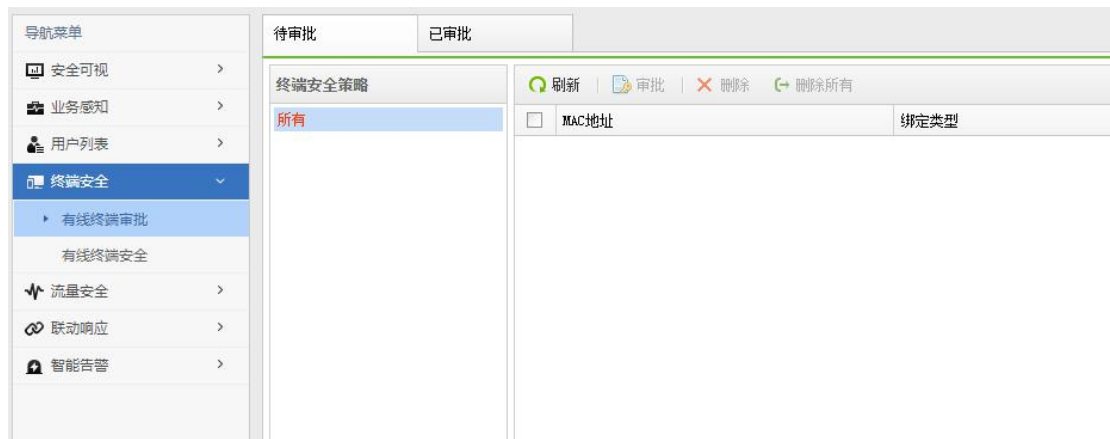 导航菜单
安全可视
业务感知
用户列表
终端安全
有线终端审批
有线终端安全
流量安全
联动响应
智能告警
待审批 已审批
终端安全策略
所有
刷新 审批 删除 删除所有
MAC地址 绑定类型